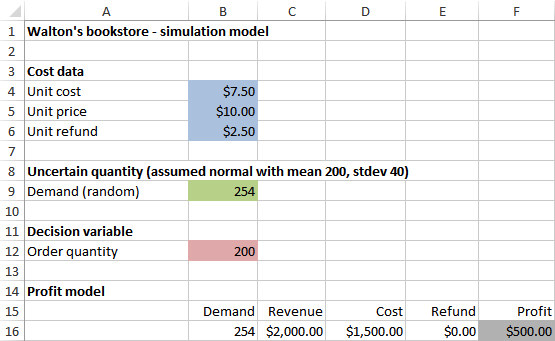 A B C D E F
1 Walton's bookstore - simulation model
2
3 Cost data
4 Unit cost $7.50
5 Unit price $10.00
6 Unit refund $2.50
7
8 Uncertain quantity (assumed normal with mean 200, stdev 40)
9 Demand (random) 254
10
11 Decision variable
12 Order quantity 200
13
14 Profit model
15 Demand Revenue Cost Refund Profit
16 254 $2,000.00 $1,500.00 $0.00 $500.00